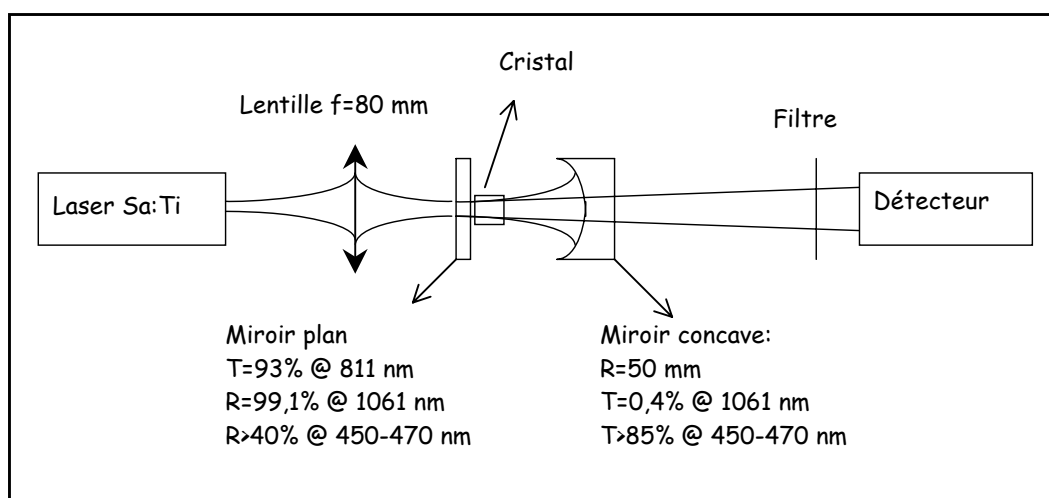 Cristal
Lentille f=80 mm
Filtre
Laser Sa:Ti
Détecteur
Miroir plan
T=93% @ 811 nm
R=99,1% @ 1061 nm
R>40% @ 450-470 nm
Miroir concave:
R=50 mm
T=0,4% @ 1061 nm
T>85% @ 450-470 nm